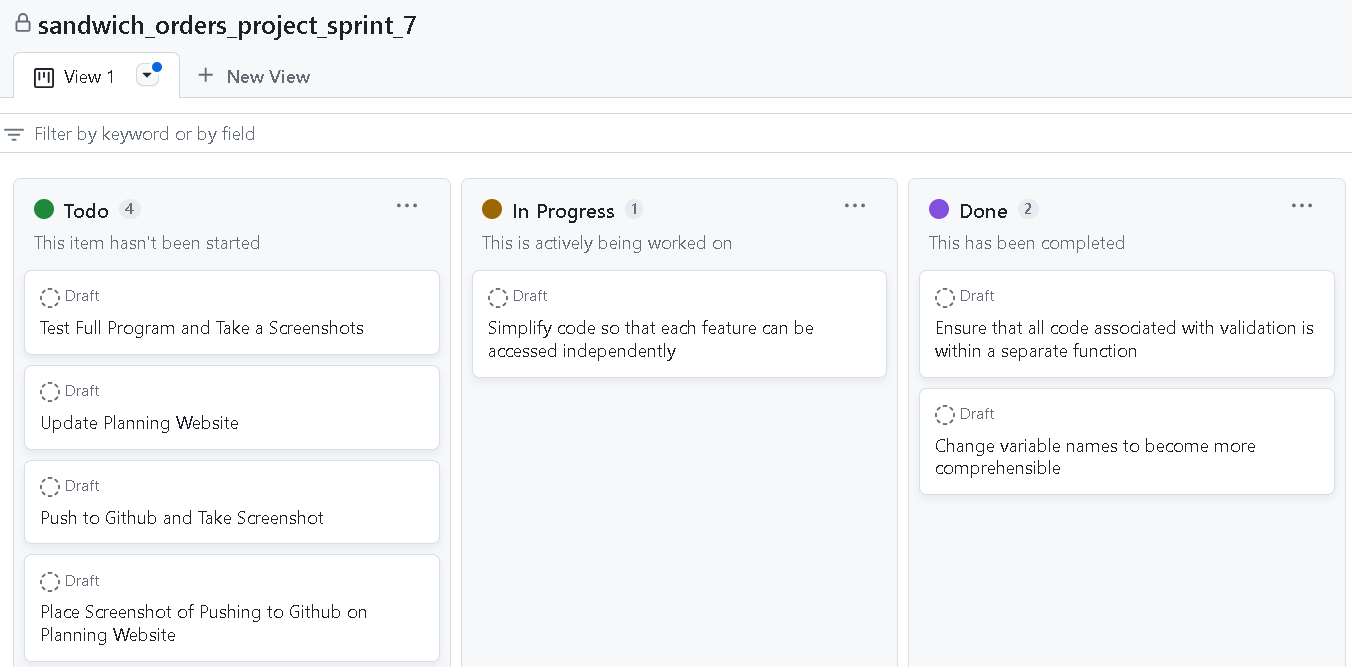 sandwich_orders_project_sprint_7
View 1
New View
Filter by keyword or by field
Todo 4
This item hasn't been started
Draft
Test Full Program and Take a Screenshots
Draft
Update Planning Website
Draft
Push to Github and Take Screenshot
Draft
Place Screenshot of Pushing to Github on
Planning Website
In Progress 1
This is actively being worked on
Draft
Simplify code so that each feature can be
accessed independently
Done 2
This has been completed
Draft
Ensure that all code associated with validation is
within a separate function
Draft
Change variable names to become more
comprehensible